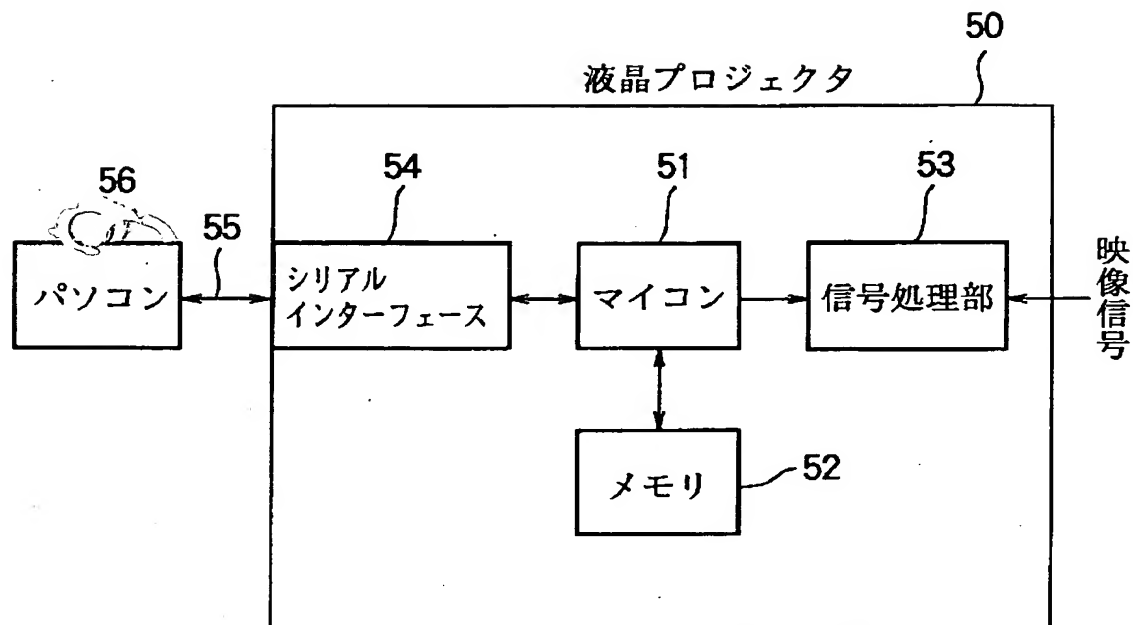 50
液晶プロジェクタ
56
55
54
51
53
パソコン
シリアル
インターフェース
マイコン
信号処理部
映像信号
メモリ
52